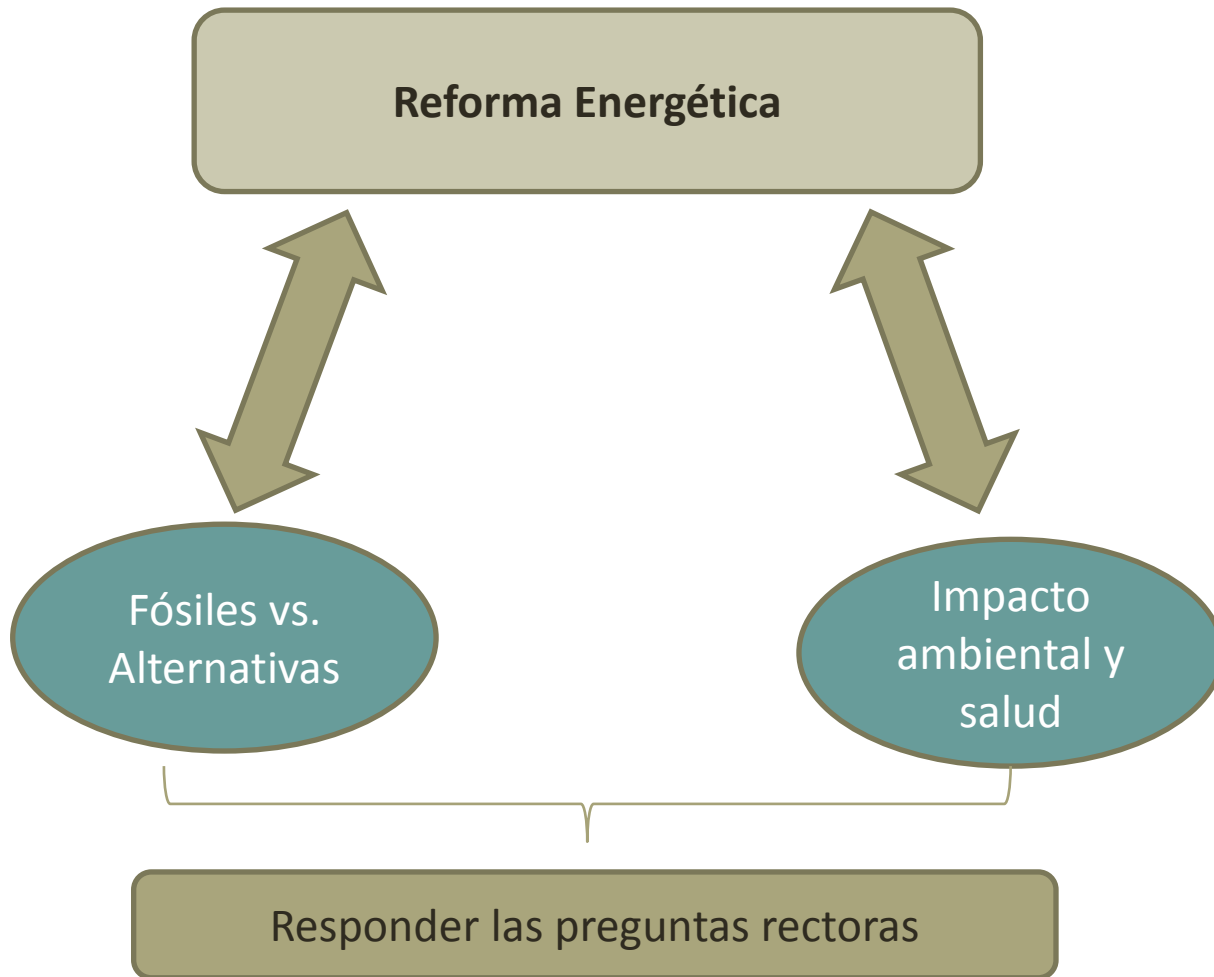 Reforma Energética
Fósiles vs.
Alternativas
Impacto
ambiental y
salud
Responder las preguntas rectoras